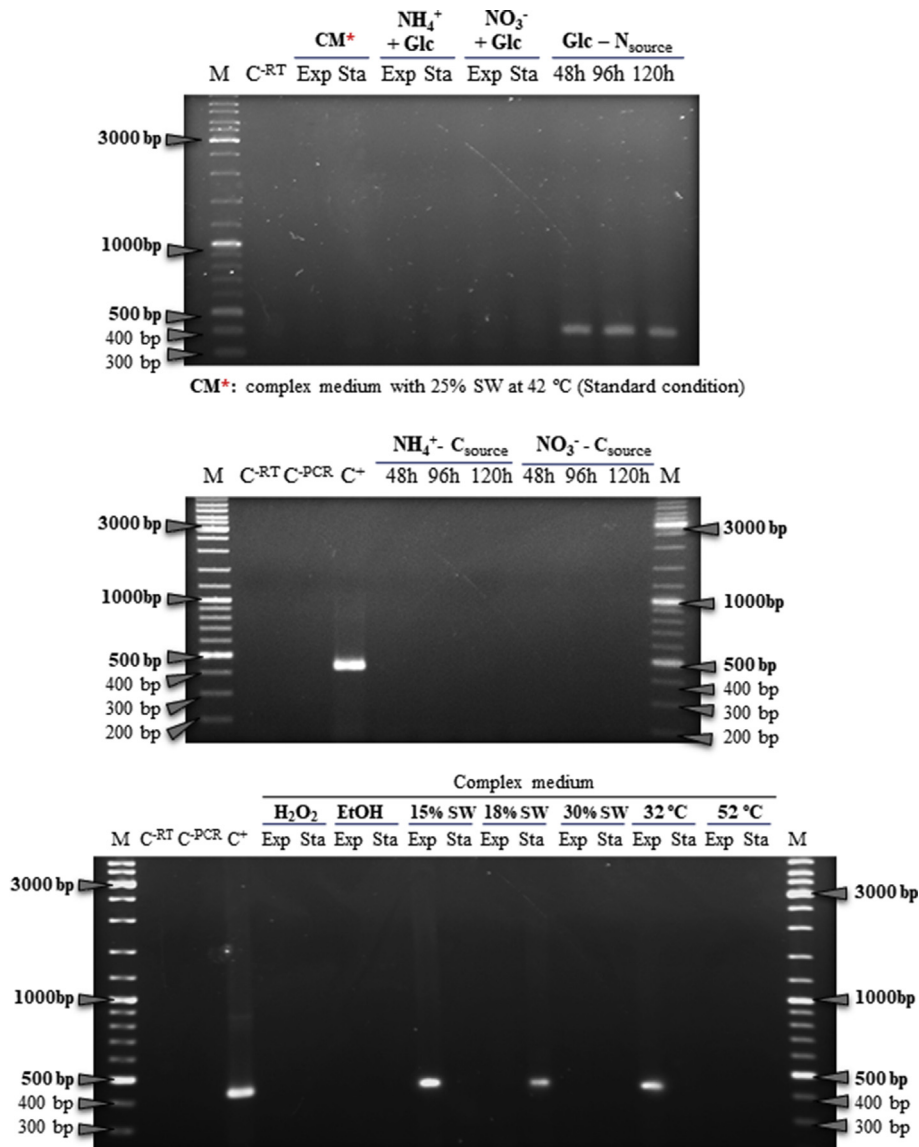 NH₄⁺ NO₃⁻
CM* + Glc + Glc Glc – Nsource
M C-RT Exp Sta Exp Sta Exp Sta 48h 96h 120h
3000 bp
1000bp
500 bp
400 bp
300 bp
CM*: complex medium with 25% SW at 42 ºC (Standard condition)
NH₄⁺- Csource NO₃⁻ - Csource
M C-RT C-PCR C⁺ 48h 96h 120h 48h 96h 120h M
3000 bp 3000 bp
1000bp 1000bp
500 bp 500 bp
400 bp 400 bp
300 bp 300 bp
200 bp 200 bp
Complex medium
H₂O₂ EtOH 15% SW 18% SW 30% SW 32 ºC 52 ºC
M C-RT C-PCR C⁺ Exp Sta Exp Sta Exp Sta Exp Sta Exp Sta Exp Sta Exp Sta M
3000 bp 3000 bp
1000bp 1000bp
500 bp 500 bp
400 bp 400 bp
300 bp 300 bp